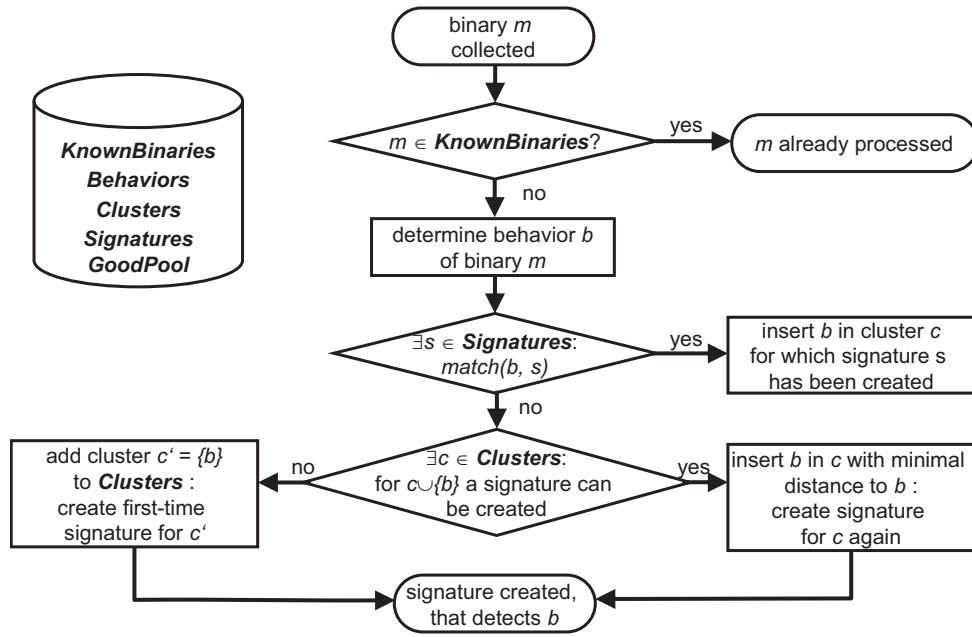 binary m
collected
KnownBinaries
Behaviors
Clusters
Signatures
GoodPool
m ∈ KnownBinaries?
yes
m already processed
no
determine behavior b
of binary m
∃s ∈ Signatures:
match(b, s)
yes
insert b in cluster c
for which signature s
has been created
no
∃c ∈ Clusters:
for c∪{b} a signature can
be created
no
add cluster c‘ = {b}
to Clusters :
create first-time
signature for c‘
yes
insert b in c with minimal
distance to b :
create signature
for c again
signature created,
that detects b